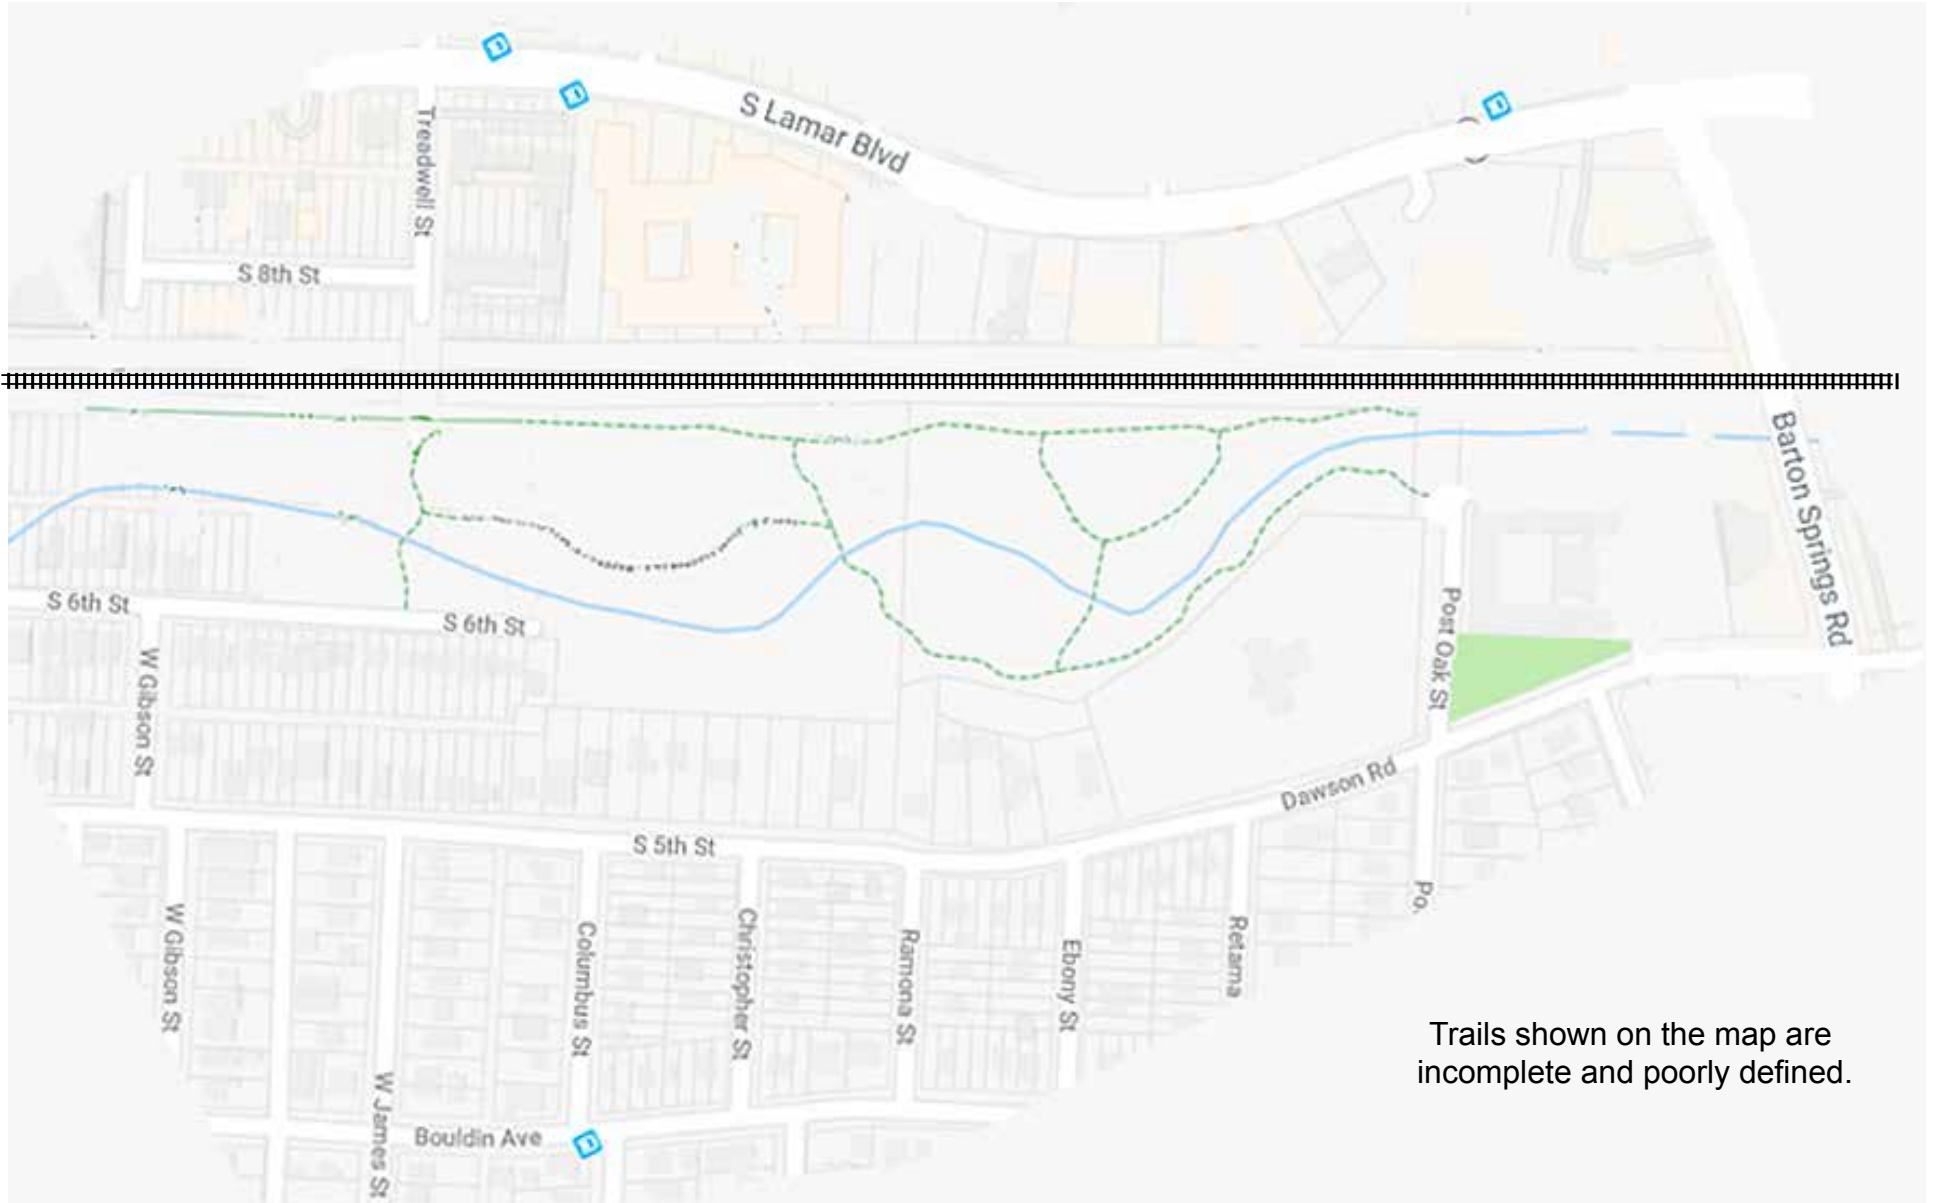 S Lamar Blvd
Treadwell St
S 8th St
Barton Springs Rd
S 6th St
S 6th St
Post Oak St
W Gibson St
Dawson Rd
S 5th St
Po.
W Gibson St
Columbus St
Christopher St
Ramona St
Ebony St
Retama
Trails shown on the map are
incomplete and poorly defined.
W James St
Bouldin Ave